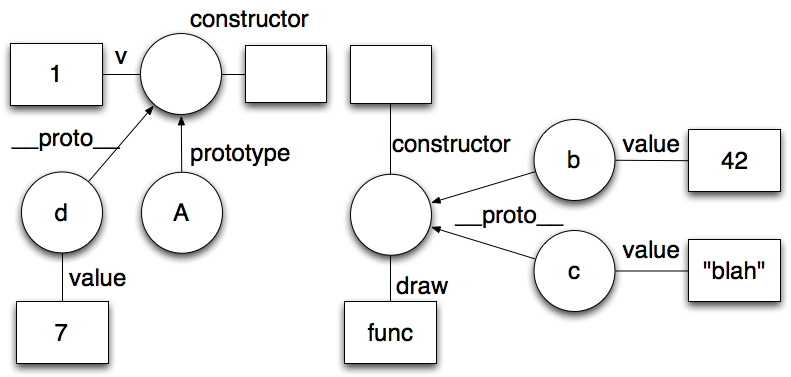 constructor
v
1
__proto__
prototype
d
A
value
7
constructor
b
value
42
__proto__
c
value
"blah"
draw
func